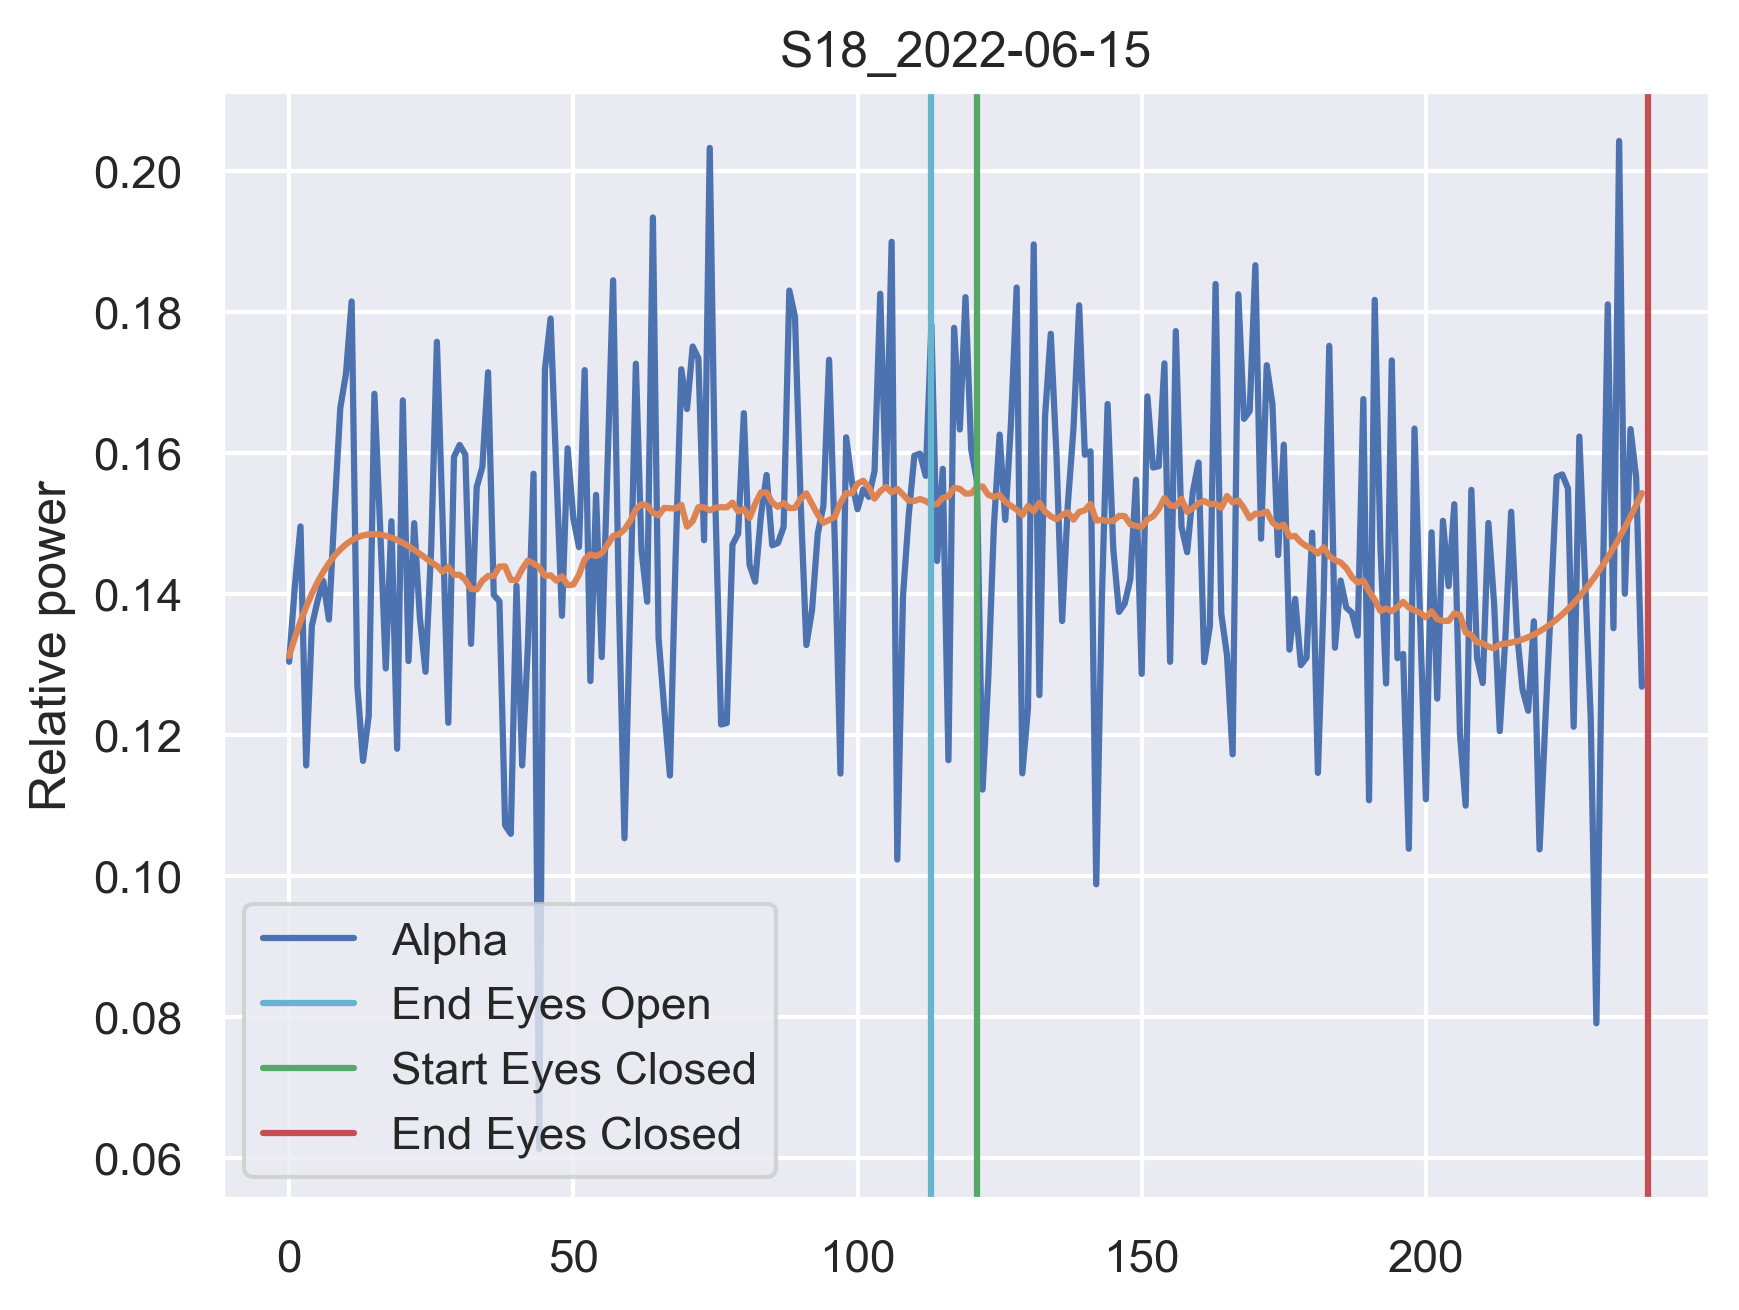 S18_2022-06-15
Relative power
0.20
0.18
0.16
0.14
0.12
0.10
0.08
0.06
Alpha
End Eyes Open
Start Eyes Closed
End Eyes Closed
0 50 100 150 200